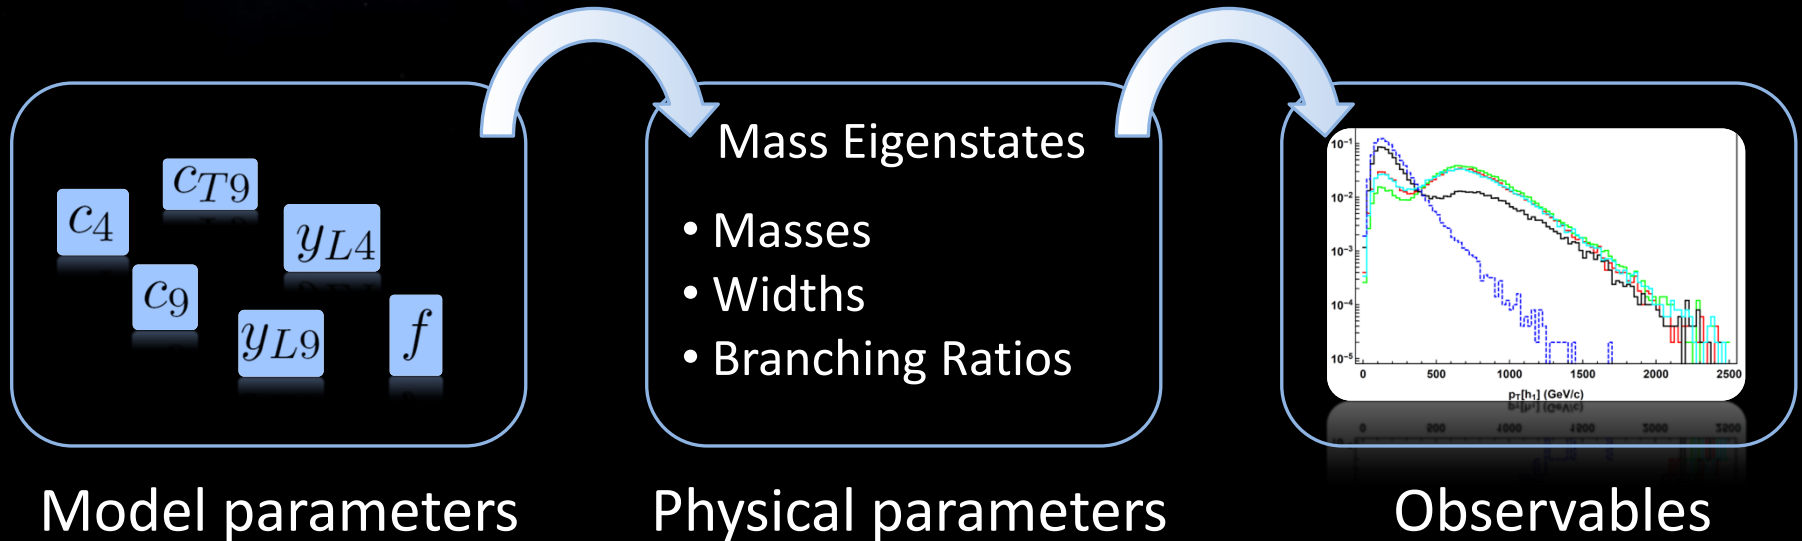 c4
cT9
yL4
c9
yL9
f
Model parameters
Mass Eigenstates
• Masses
• Widths
• Branching Ratios
Physical parameters
10⁻¹
10⁻²
10⁻³
10⁻⁴
10⁻⁵
0 500 1000 1500 2000 2500
pT[h1] (GeV/c)
Observables